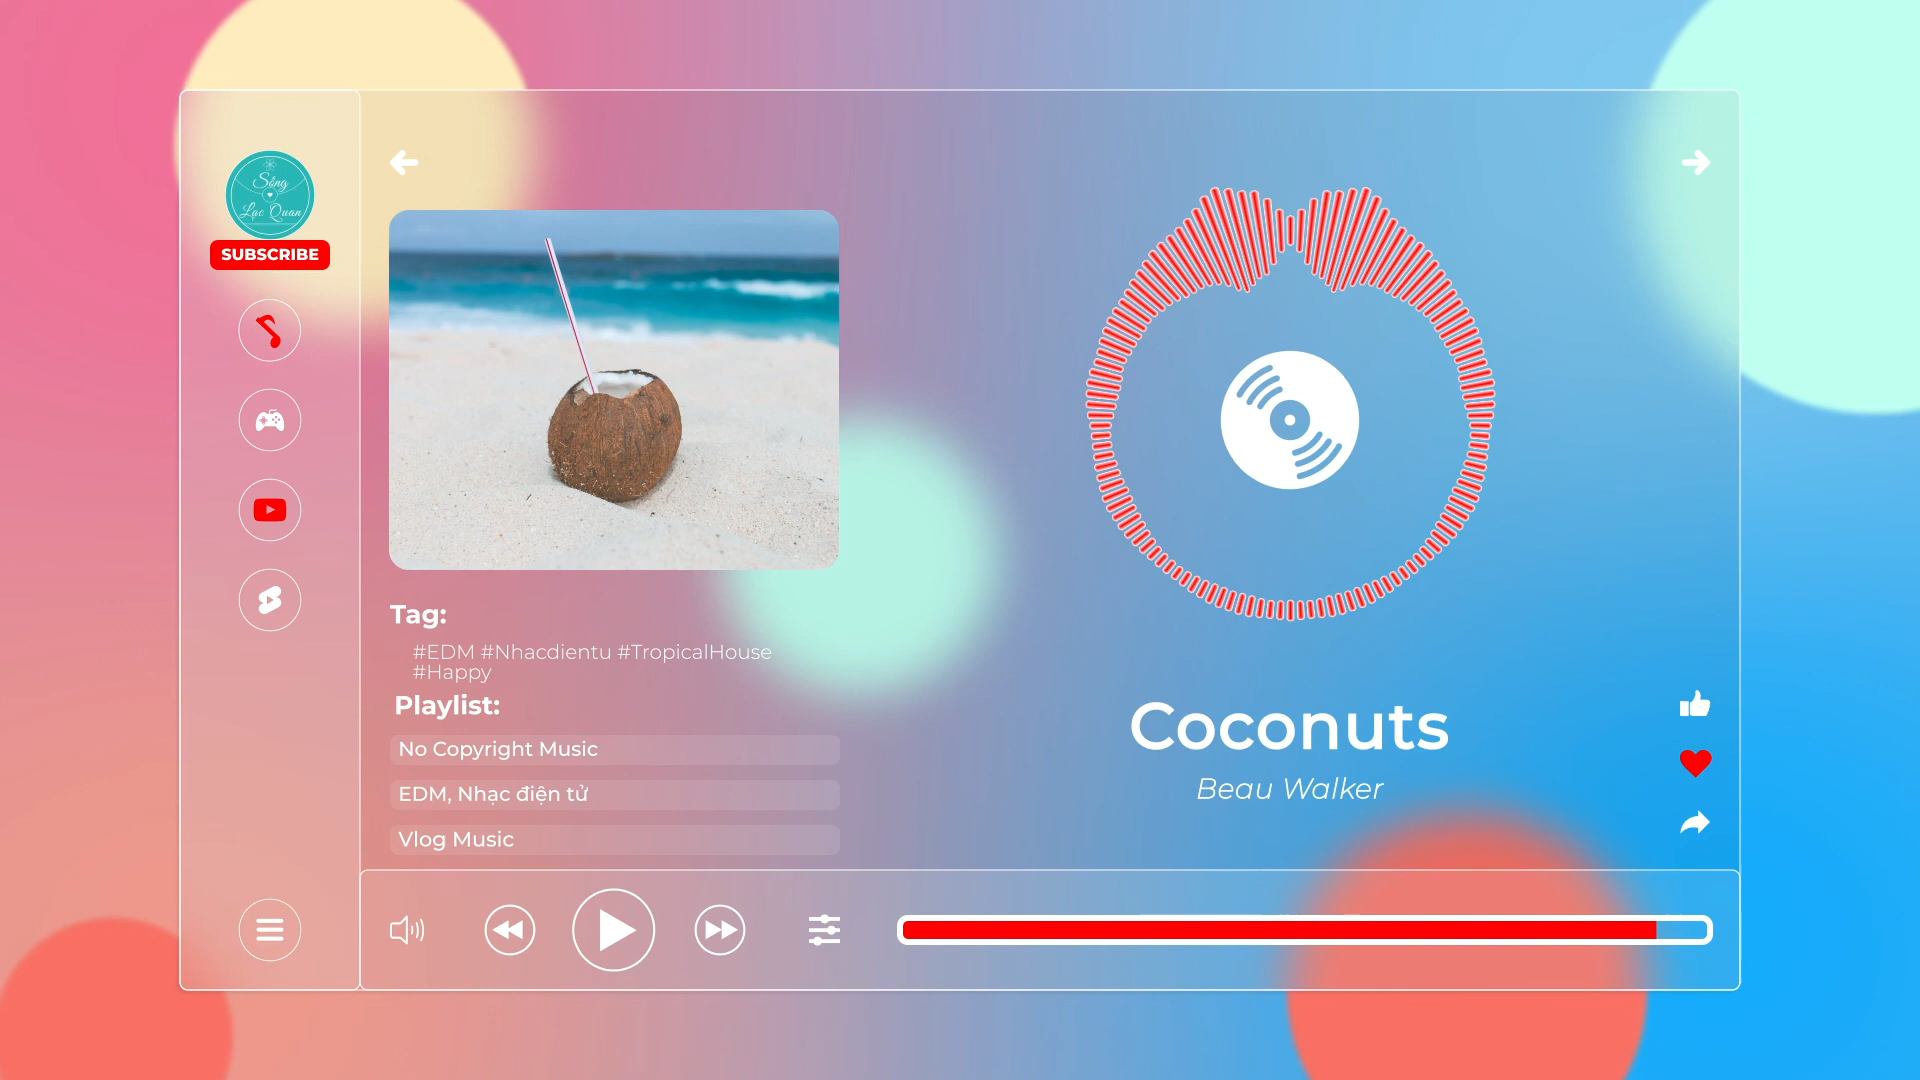 Sống
Lạc Quan
SUBSCRIBE
Tag:
#EDM #Nhacdientu #TropicalHouse
#Happy
Playlist:
No Copyright Music
EDM, Nhạc điện tử
Vlog Music
Coconuts
Beau Walker